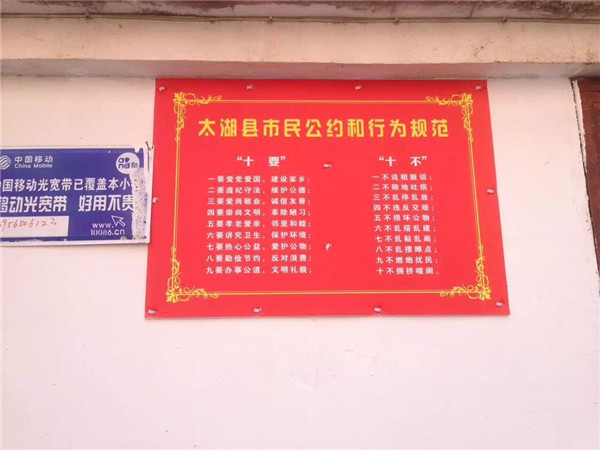 太湖县市民公约和行为规范
“十 要”
一要爱党爱国、建设家乡；
二要遵纪守法、维护公德；
三要爱岗敬业、诚信友善；
四要崇尚文明、革除陋习；
五要孝老爱亲、邻里和睦；
六要讲究卫生、保护环境；
七要热心公益、爱护公物；
八要勤俭节约、反对浪费；
九要办事公道、文明礼貌；
“十 不”
一不说粗脏话；
二不随地吐痰；
三不乱停乱放；
四不违反交规；
五不损坏公物；
六不乱搭乱建；
七不乱贴乱画；
八不乱摆摊点；
九不燃炮扰民；
十不拥挤喧闹。
中国移动
China Mobile
国移动光宽带已覆盖本小
移动光宽带 好用不贵
www.
10086.cn